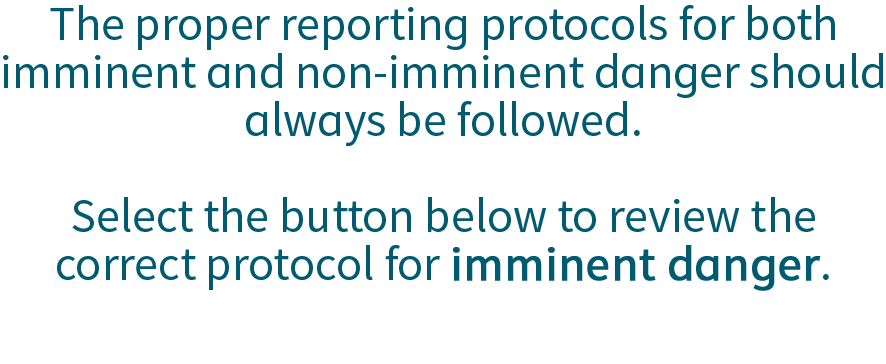 The proper reporting protocols for both
imminent and non-imminent danger should
always be followed.
Select the button below to review the
correct protocol for imminent danger.